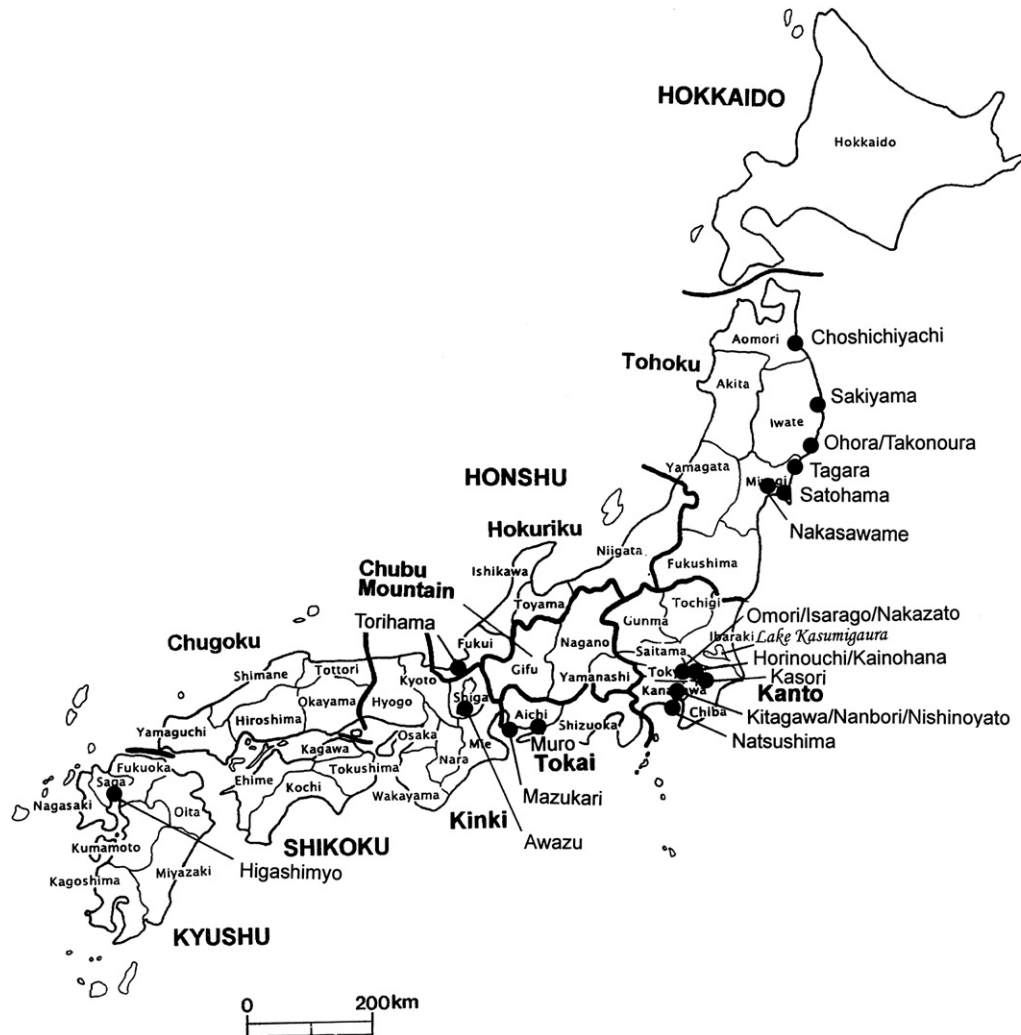 HOKKAIDO
Hokkaido
Aomori
Choshichiyachi
Tohoku
Akita
Sakiyama
Iwate
Ohora/Takonoura
Yamagata
Tagara
HONSHU
Satohama
Nakasawame
Hokuriku
Niigata
Ishikawa
Fukushima
Chubu
Mountain
Toyama
Tochigi
Omori/Isarago/Nakazato
Torihama
Gunma
Nagano
Ibaraki
Lake Kasumigaura
Chugoku
Fukui
Saitama
Horinouchi/Kainohana
Tottori
Gifu
Kyoto
Yamanashi
Kasori
Shimane
Kanto
Okayama
Hyogo
Shiga
Chiba
Kitagawa/Nanbori/Nishinoyato
Hiroshima
Aichi
Shizuoka
Natsushima
Yamaguchi
Osaka
Mie
Muro
Kagawa
Tokai
Fukuoka
Tokushima
Nara
Saga
Ehime
Kochi
Wakayama
Mazukari
Nagasaki
Oita
Kinki
Awazu
SHIKOKU
Kumamoto
Higashimyo
Miyazaki
Kagoshima
KYUSHU
0 200km